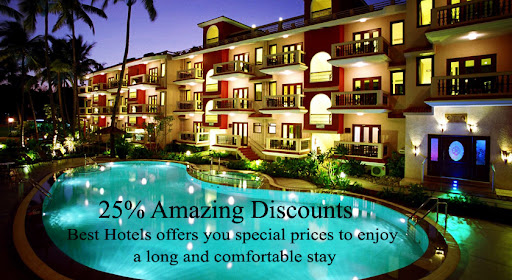 25% Amazing Discounts
Best Hotels offers you special prices to enjoy
a long and comfortable stay